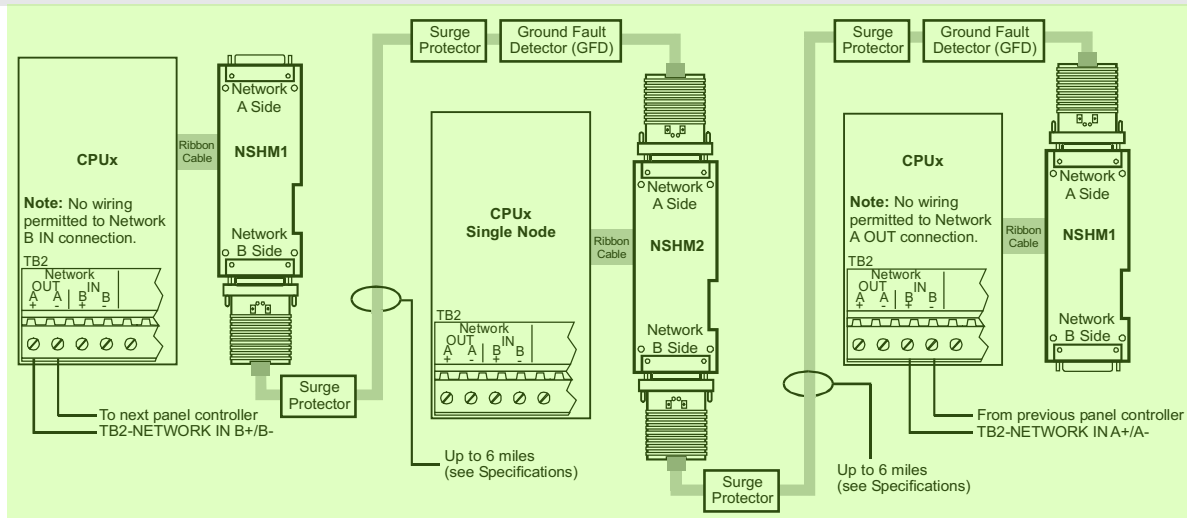 Surge
Protector
Ground Fault
Detector (GFD)
Surge
Protector
Ground Fault
Detector (GFD)
CPUx
Note: No wiring
permitted to Network
B IN connection.
TB2
Network
OUT IN
A A | B B
+ - + -
Ribbon
Cable
Network
A Side
NSHM1
Network
B Side
Surge
Protector
To next panel controller
TB2-NETWORK IN B+/B-
Up to 6 miles
(see Specifications)
CPUx
Single Node
TB2
Network
OUT IN
A A | B B
+ - + -
Ribbon
Cable
Network
A Side
NSHM2
Network
B Side
Surge
Protector
Up to 6 miles
(see Specifications)
CPUx
Note: No wiring
permitted to Network
A OUT connection.
TB2
Network
OUT IN
A A | B B
+ - + -
Ribbon
Cable
Network
A Side
NSHM1
Network
B Side
From previous panel controller
TB2-NETWORK IN A+/A-